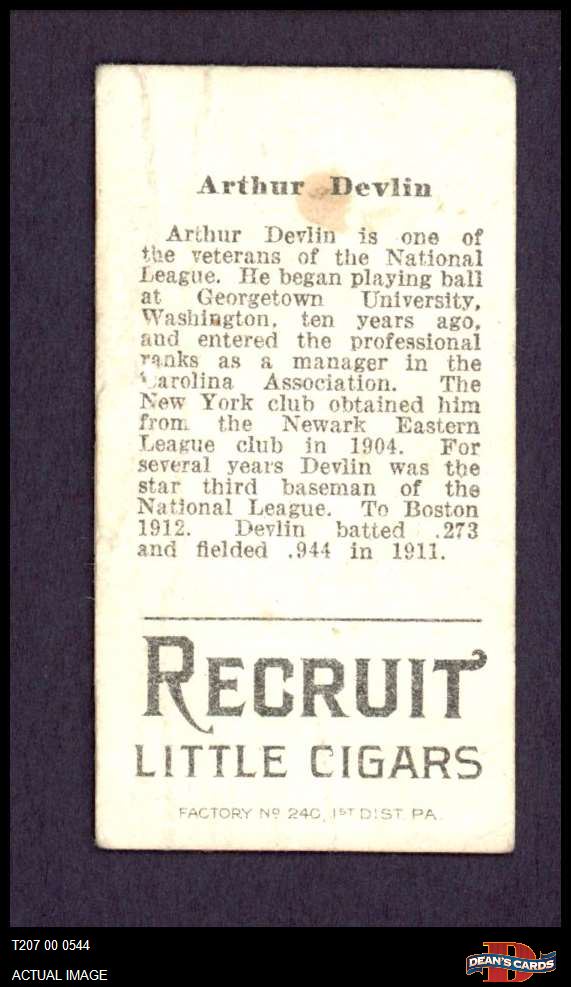 Arthur Devlin
Arthur Devlin is one of
the veterans of the National
League. He began playing ball
at Georgetown University,
Washington, ten years ago,
and entered the professional
ranks as a manager in the
Carolina Association. The
New York club obtained him
from the Newark Eastern
League club in 1904. For
several years Devlin was the
star third baseman of the
National League. To Boston
1912. Devlin batted .273
and fielded .944 in 1911.
RECRUIT
LITTLE CIGARS
FACTORY Nº 240, 1ST DIST. PA.
T207 00 0544
ACTUAL IMAGE
DEAN'S CARDS